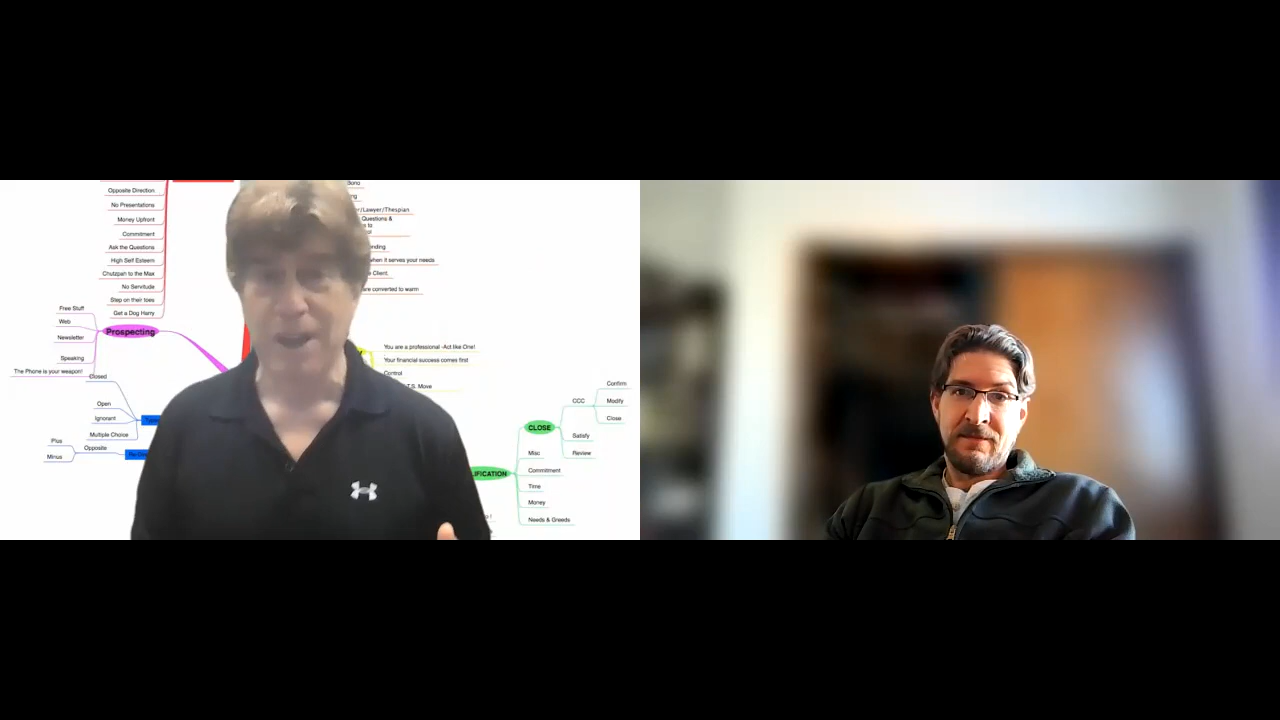 Opposite Direction
No Presentations
Money Upfront
Commitment
Ask the Questions
High Self Esteem
Chutzpah to the Max
No Servitude
Step on their toes
Get a Dog Harry
Prospecting
Free Stuff
Web
Newsletter
Speaking
The Phone is your weapon!
Closed
Open
Ignorant
Multiple Choice
Opposite
Plus
Minus
/Lawyer/Thespian
Questions &
to
when it serves your needs
Client.
are converted to warm
You are a professional -Act like One!
Your financial success comes first
Control
T.S. Move
CLOSE
CCC
Confirm
Modify
Close
Satisfy
Review
Misc
Commitment
Time
Money
Needs & Greeds